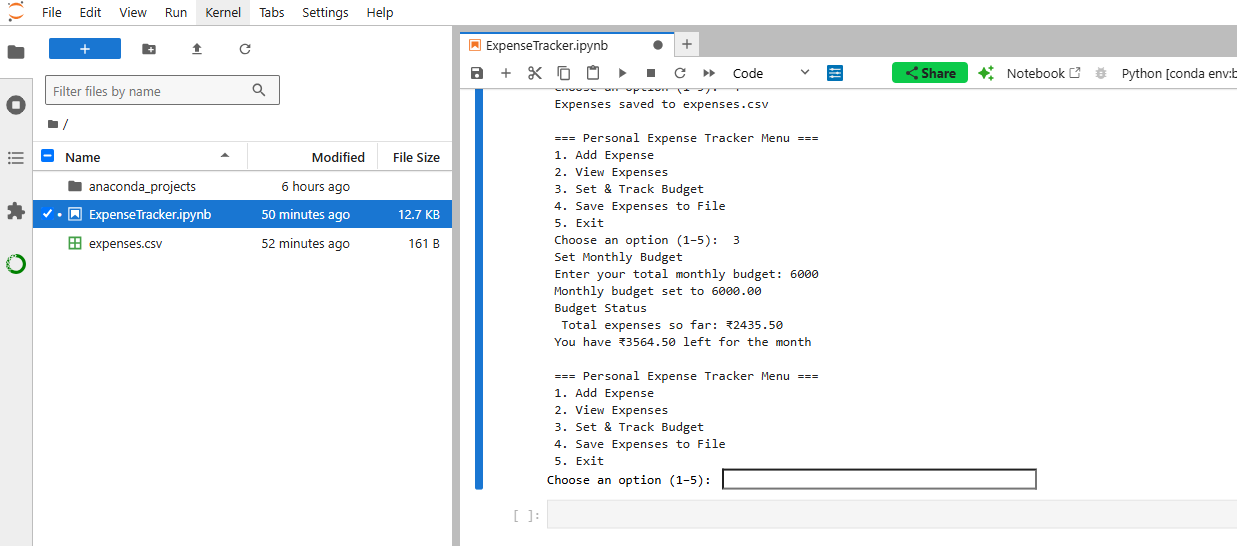 File Edit View Run Kernel Tabs Settings Help
Filter files by name
/
Name Modified File Size
anaconda_projects 6 hours ago
ExpenseTracker.ipynb 50 minutes ago 12.7 KB
expenses.csv 52 minutes ago 161 B
ExpenseTracker.ipynb
Code Share Notebook Python [conda env:b
Choose an option (1-5):
Expenses saved to expenses.csv
=== Personal Expense Tracker Menu ===
1. Add Expense
2. View Expenses
3. Set & Track Budget
4. Save Expenses to File
5. Exit
Choose an option (1-5): 3
Set Monthly Budget
Enter your total monthly budget: 6000
Monthly budget set to 6000.00
Budget Status
Total expenses so far: ₹2435.50
You have ₹3564.50 left for the month
=== Personal Expense Tracker Menu ===
1. Add Expense
2. View Expenses
3. Set & Track Budget
4. Save Expenses to File
5. Exit
Choose an option (1-5):
[ ]: